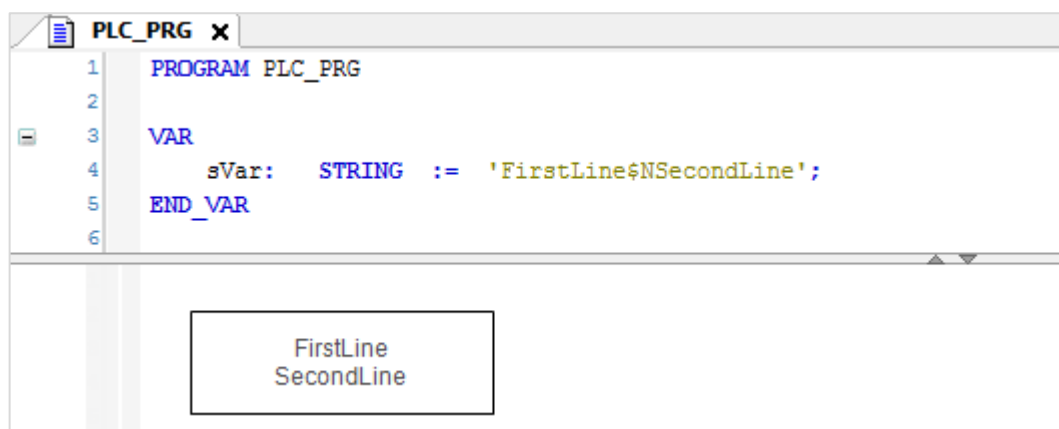 PLC_PRG
1 PROGRAM PLC_PRG
2
3 VAR
4 sVar: STRING := 'FirstLine$NSecondLine';
5 END_VAR
6
FirstLine
SecondLine